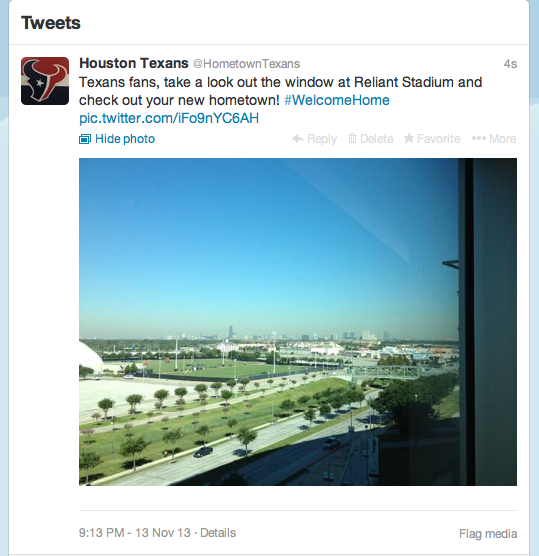 Tweets
Houston Texans @HometownTexans 4s
Texans fans, take a look out the window at Reliant Stadium and
check out your new hometown! #WelcomeHome
pic.twitter.com/iFo9nYC6AH
Hide photo Reply Delete Favorite More
9:13 PM - 13 Nov 13 · Details Flag media